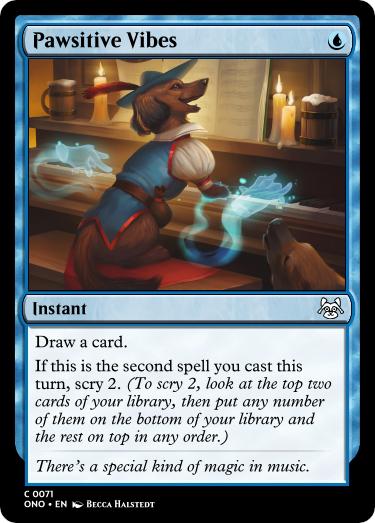 Pawsitive Vibes
Instant
Draw a card.
If this is the second spell you cast this
turn, scry 2. (To scry 2, look at the top two
cards of your library, then put any number
of them on the bottom of your library and
the rest on top in any order.)
There's a special kind of magic in music.
C 0071
ONO • EN Becca Halstedt